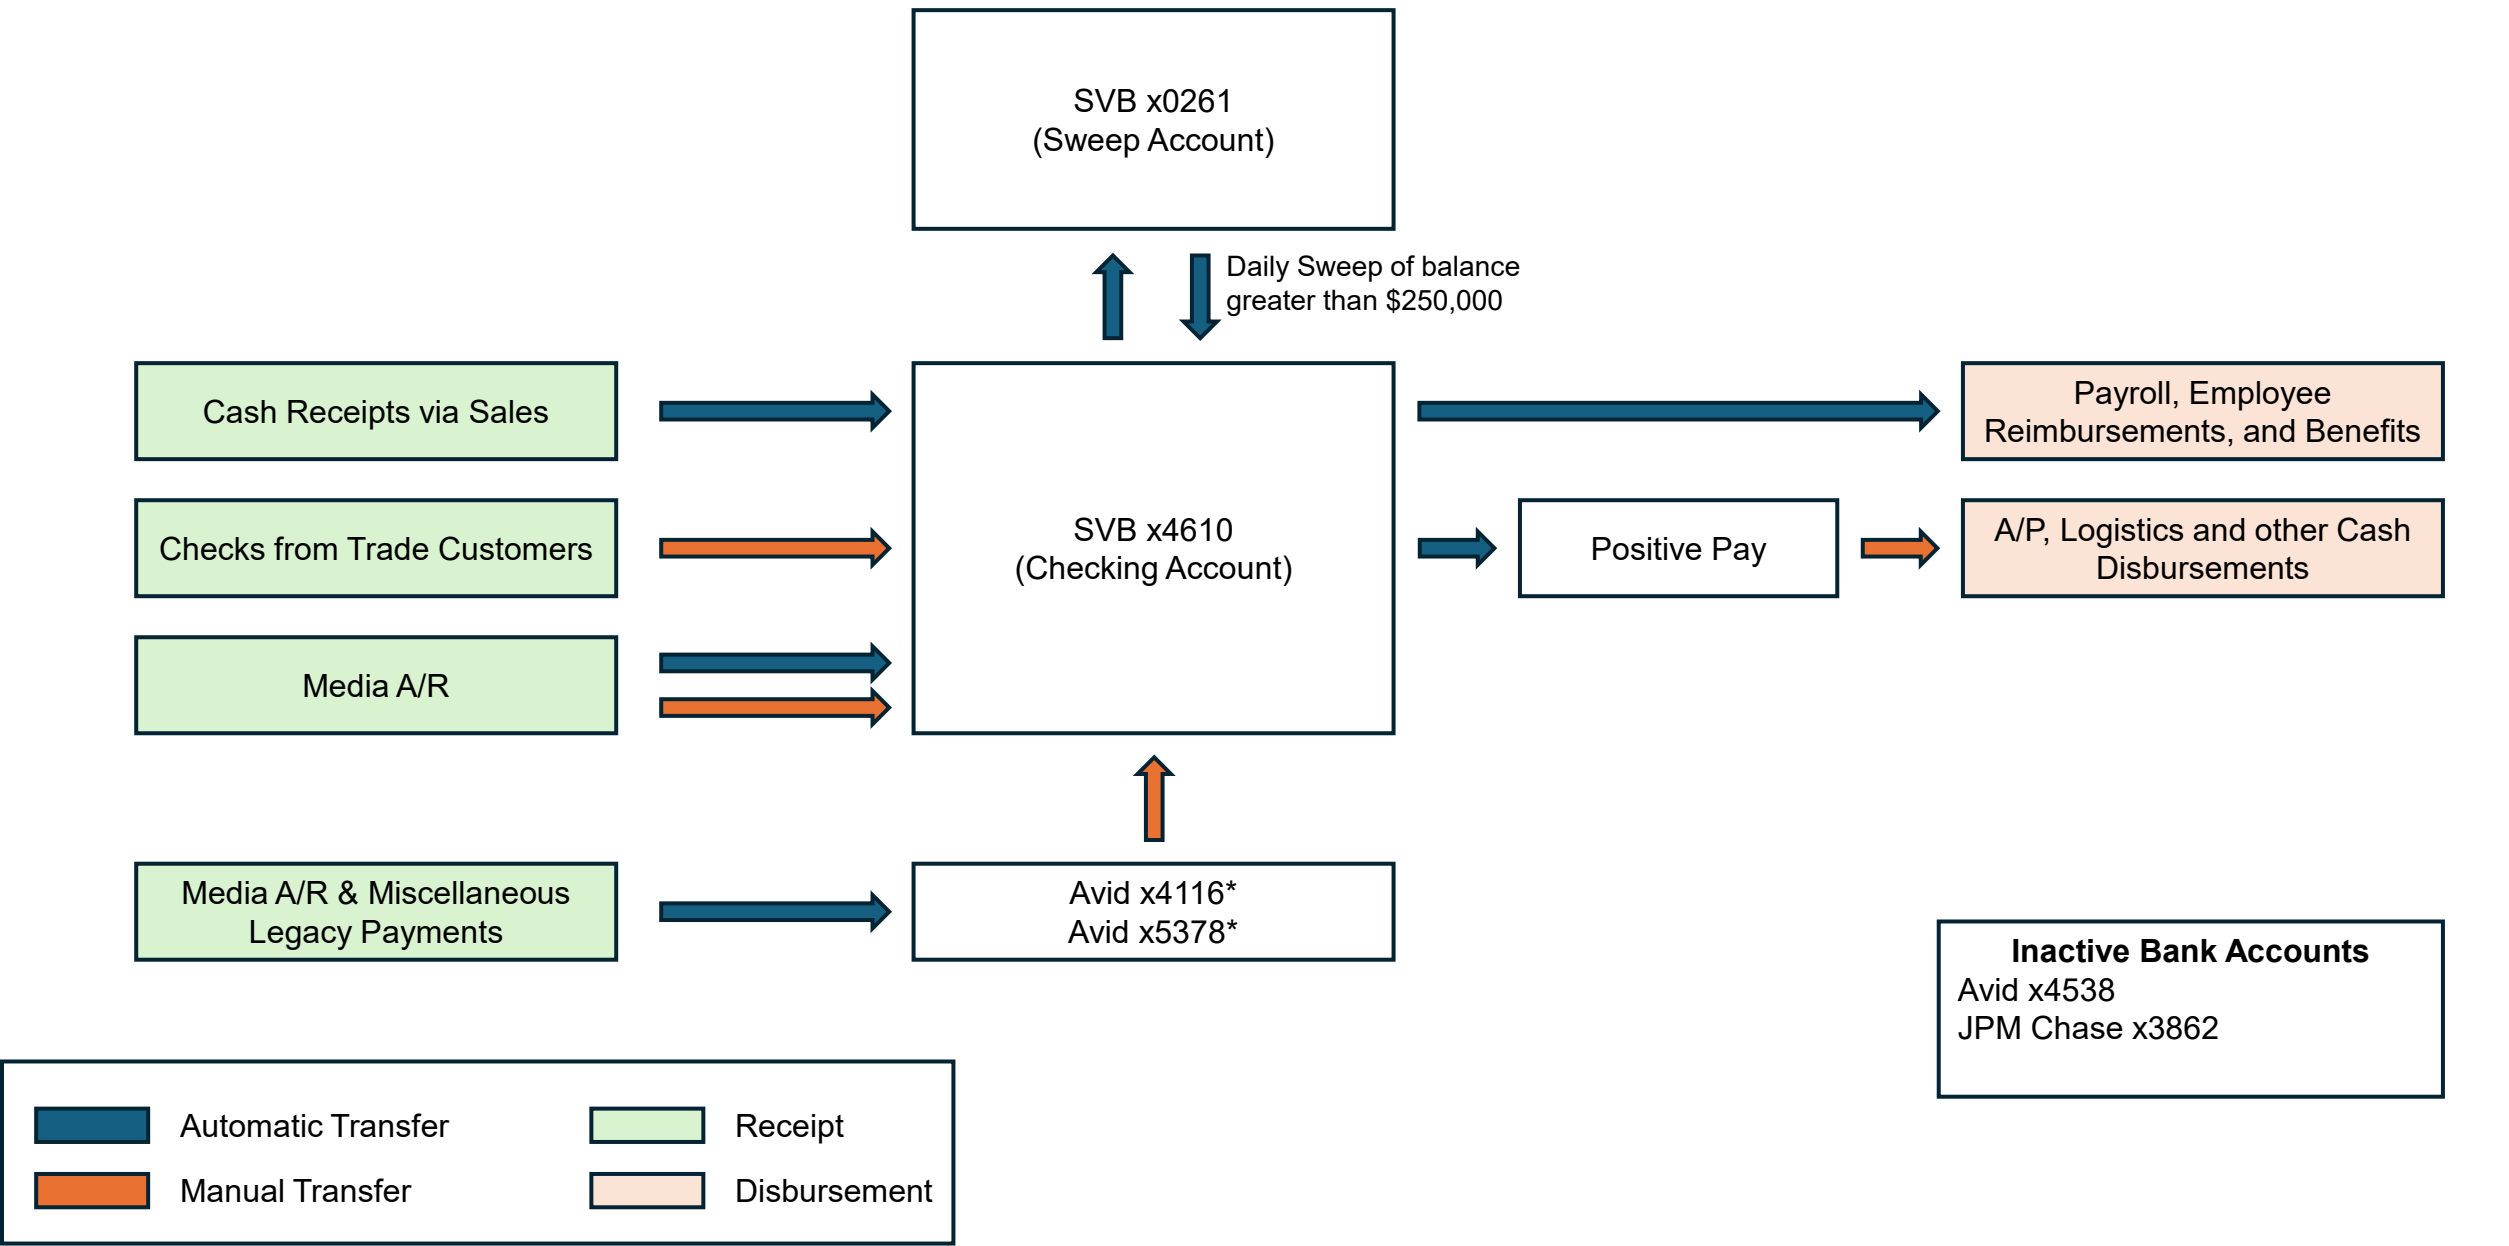 SVB x0261
(Sweep Account)
Daily Sweep of balance
greater than $250,000
Cash Receipts via Sales
Payroll, Employee
Reimbursements, and Benefits
Checks from Trade Customers
SVB x4610
(Checking Account)
Positive Pay
A/P, Logistics and other Cash
Disbursements
Media A/R
Media A/R & Miscellaneous
Legacy Payments
Avid x4116*
Avid x5378*
Inactive Bank Accounts
Avid x4538
JPM Chase x3862
Automatic Transfer
Receipt
Manual Transfer
Disbursement